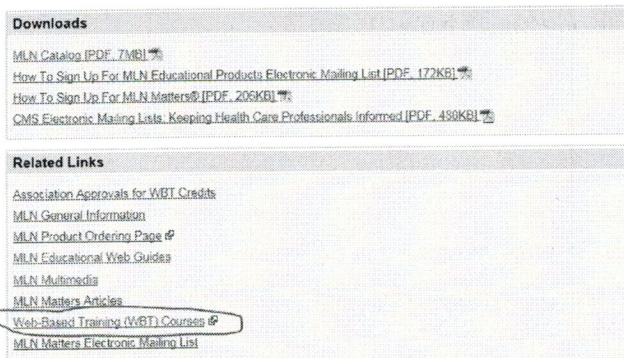 Downloads
MLN Catalog [PDF, 7MB]
How To Sign Up For MLN Educational Products Electronic Mailing List [PDF, 172KB]
How To Sign Up For MLN Matters® [PDF, 206KB]
CMS Electronic Mailing Lists: Keeping Health Care Professionals Informed [PDF, 480KB]
Related Links
Association Approvals for WBT Credits
MLN General Information
MLN Product Ordering Page
MLN Educational Web Guides
MLN Multimedia
MLN Matters Articles
Web-Based Training (WBT) Courses
MLN Matters Electronic Mailing List